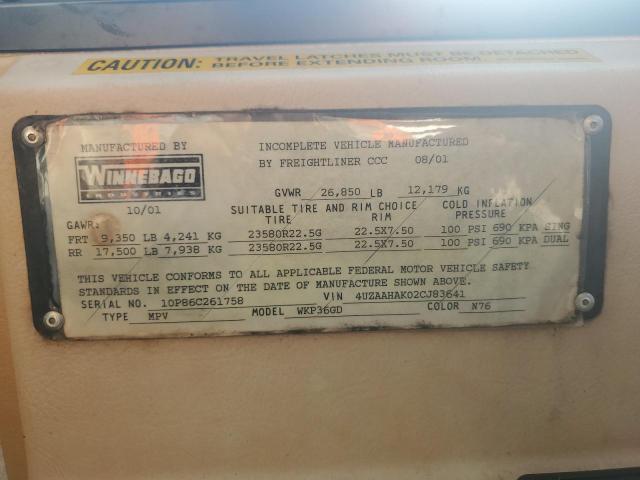 CAUTION: TRAVEL LATCHES MUST BE DETACHED
BEFORE EXTENDING ROOM.
MANUFACTURED BY
WINNEBAGO
INDUSTRIES
10/01
INCOMPLETE VEHICLE MANUFACTURED
BY FREIGHTLINER CCC 08/01
GVWR 26,850 LB 12,179 KG
SUITABLE TIRE AND RIM CHOICE COLD INFLATION
GAWR: TIRE RIM PRESSURE
FRT 9,350 LB 4,241 KG 23580R22.5G 22.5X7.50 100 PSI 690 KPA SING
RR 17,500 LB 7,938 KG 23580R22.5G 22.5X7.50 100 PSI 690 KPA DUAL
THIS VEHICLE CONFORMS TO ALL APPLICABLE FEDERAL MOTOR VEHICLE SAFETY
STANDARDS IN EFFECT ON THE DATE OF MANUFACTURE SHOWN ABOVE.
SERIAL NO. 10P86C261758 VIN 4UZAAHAK02CJ83641
TYPE MPV MODEL WKP36GD COLOR N76